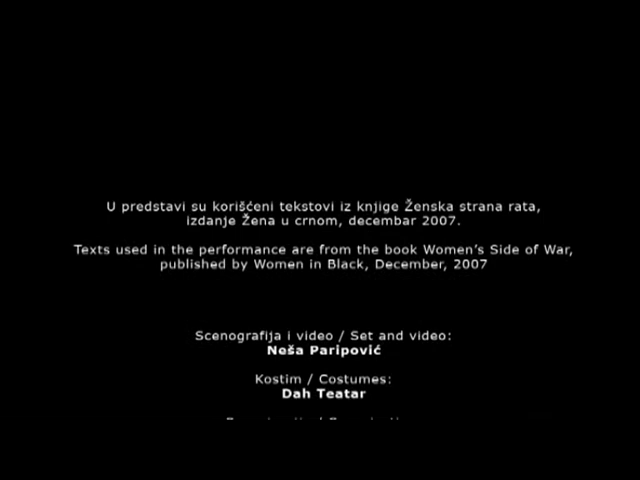 U predstavi su korišćeni tekstovi iz knjige Ženska strana rata,
izdanje Žena u crnom, decembar 2007.
Texts used in the performance are from the book Women's Side of War,
published by Women in Black, December, 2007
Scenografija i video / Set and video:
Neša Paripović
Kostim / Costumes:
Dah Teatar